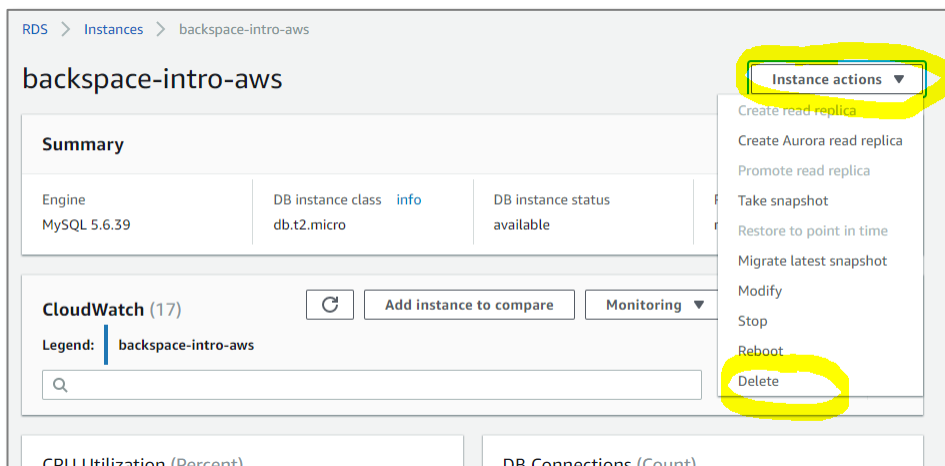 RDS > Instances > backspace-intro-aws
backspace-intro-aws
Instance actions
Create read replica
Create Aurora read replica
Promote read replica
Take snapshot
Restore to point in time
Migrate latest snapshot
Modify
Stop
Reboot
Delete
Summary
Engine
MySQL 5.6.39
DB instance class info
db.t2.micro
DB instance status
available
CloudWatch (17)
Add instance to compare
Monitoring
Legend: backspace-intro-aws
CPU Utilization (Percent)
DB Connections (Count)